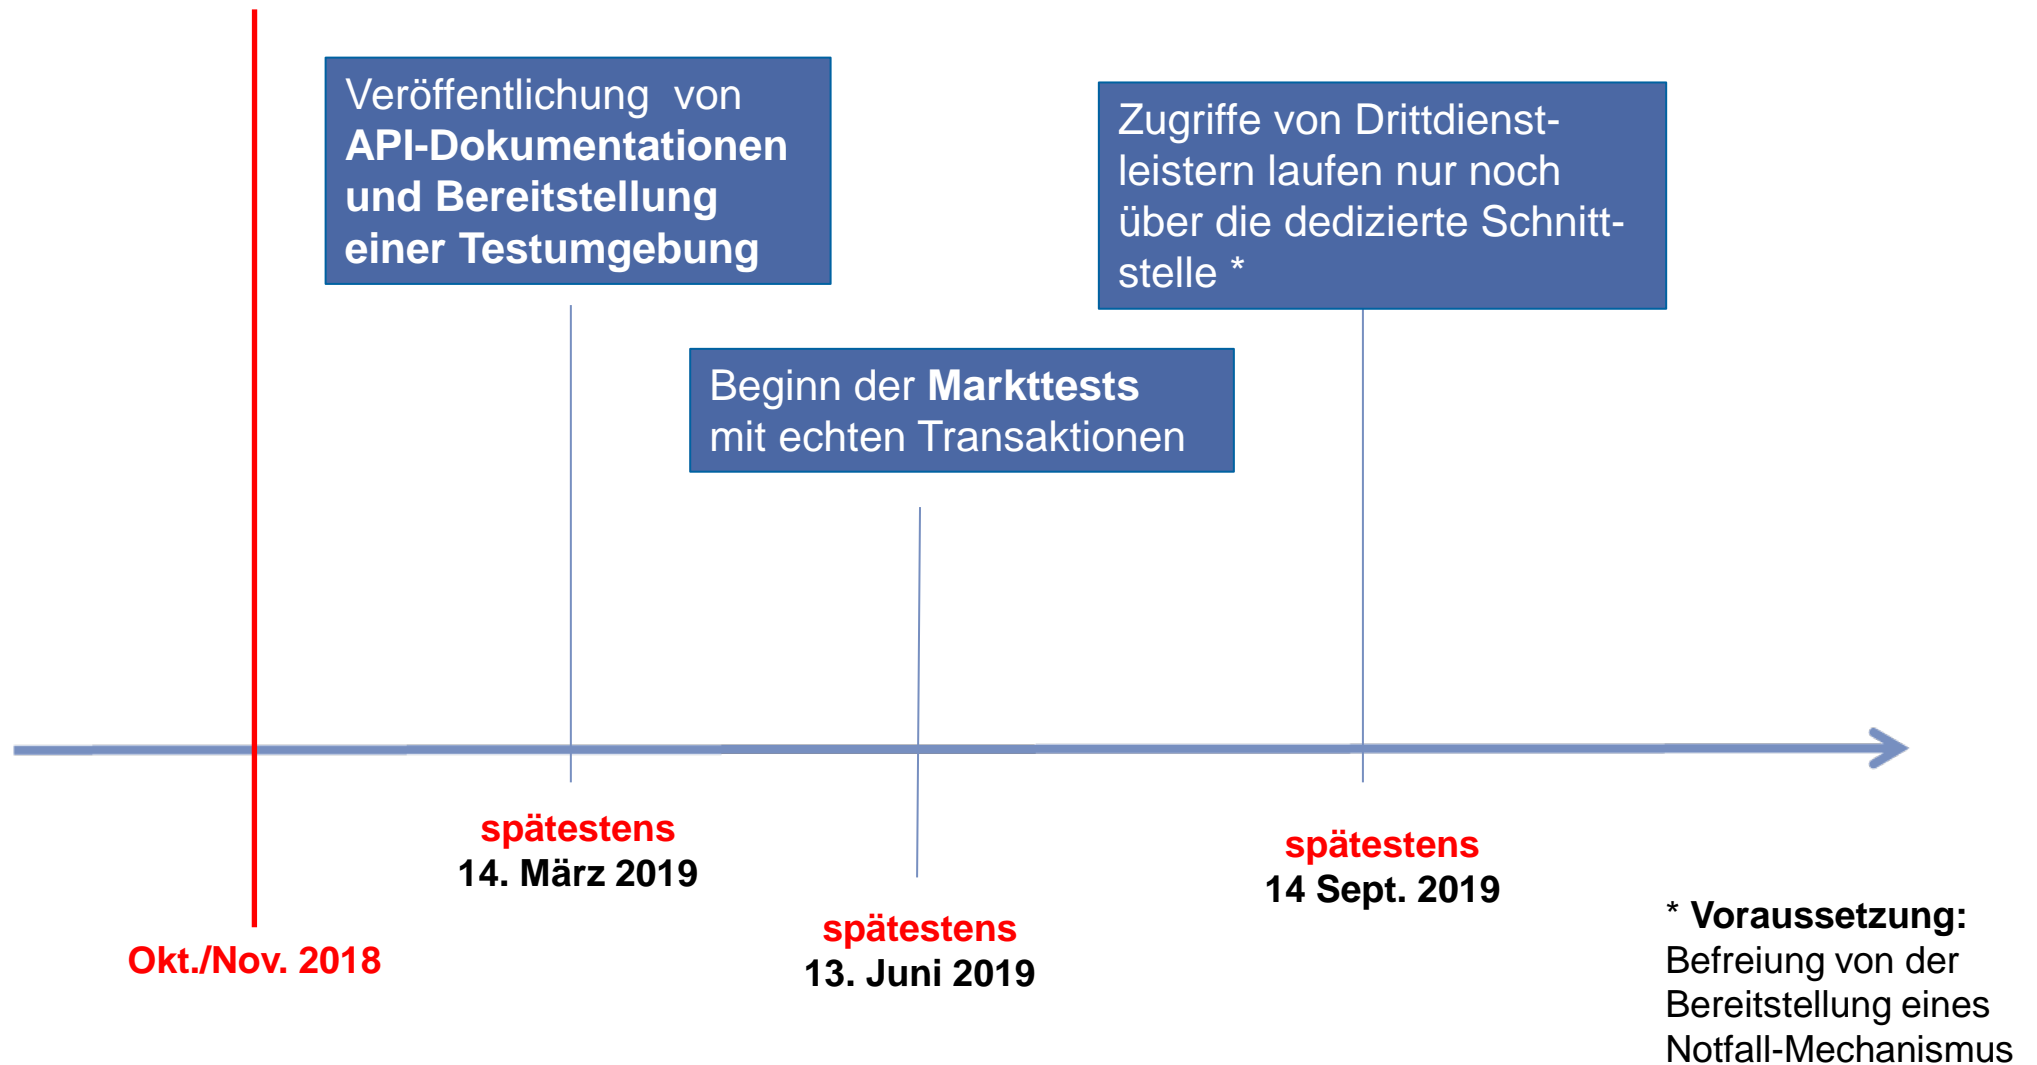 Veröffentlichung von
API-Dokumentationen
und Bereitstellung
einer Testumgebung
Zugriffe von Drittdienst-
leistern laufen nur noch
über die dedizierte Schnitt-
stelle *
Beginn der Markttests
mit echten Transaktionen
Okt./Nov. 2018
spätestens
14. März 2019
spätestens
13. Juni 2019
spätestens
14 Sept. 2019
* Voraussetzung:
Befreiung von der
Bereitstellung eines
Notfall-Mechanismus